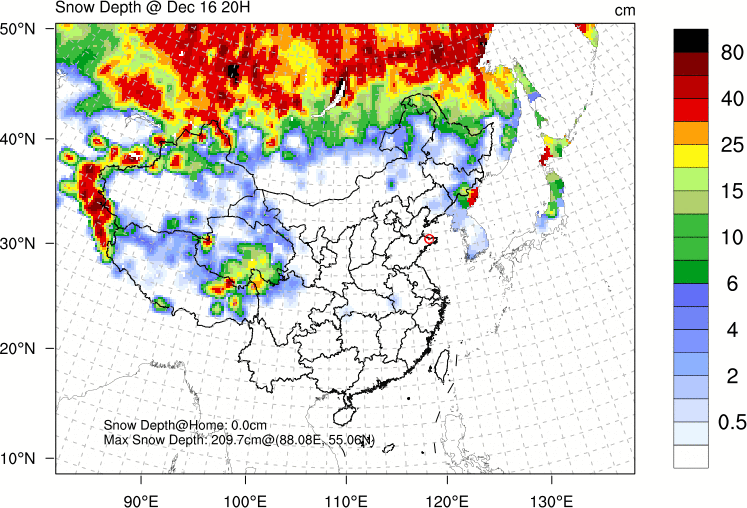 Snow Depth @ Dec 16 20H
cm
50°N
40°N
30°N
20°N
10°N
90°E 100°E 110°E 120°E 130°E
Snow Depth@Home: 0.0cm
Max Snow Depth: 209.7cm@(88.08E, 55.06N)
80
40
25
15
10
6
4
2
0.5